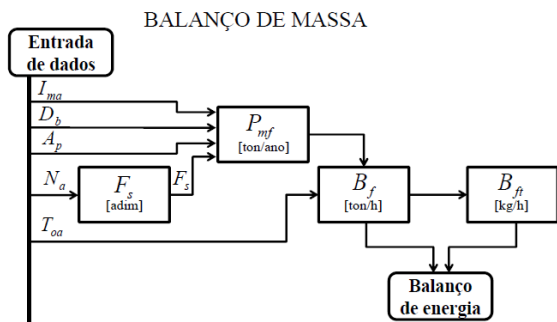 BALANÇO DE MASSA
Entrada
de dados
I_ma
D_b
A_p
N_a
T_oa
F_s
[adim]
F_s
P_mf
[ton/ano]
B_f
[ton/h]
B_ft
[kg/h]
Balanço
de energia